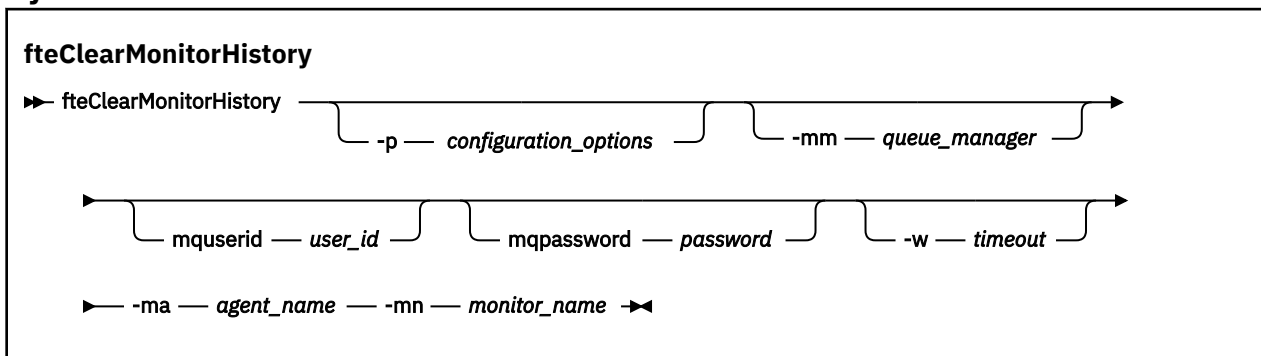 fteClearMonitorHistory
fteClearMonitorHistory
-p configuration_options
-mm queue_manager
mquserid user_id
mqpassword password
-w timeout
-ma agent_name -mn monitor_name